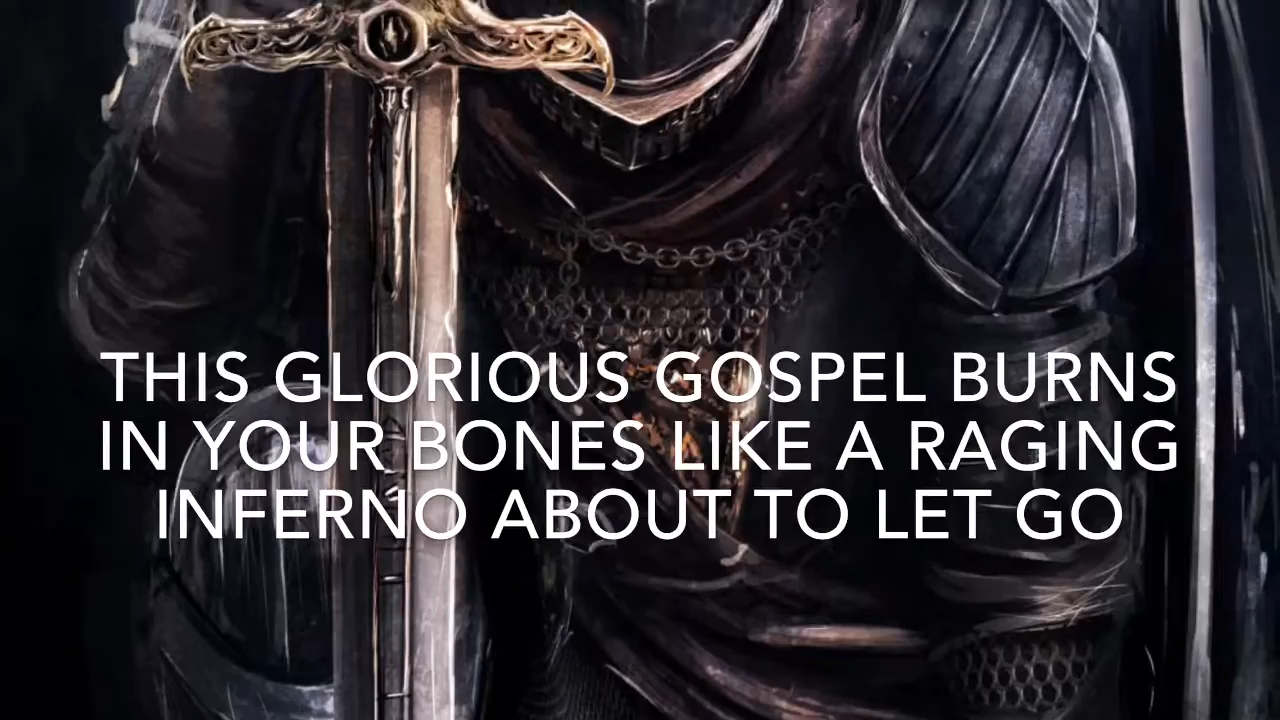 THIS GLORIOUS GOSPEL BURNS
IN YOUR BONES LIKE A RAGING
INFERNO ABOUT TO LET GO